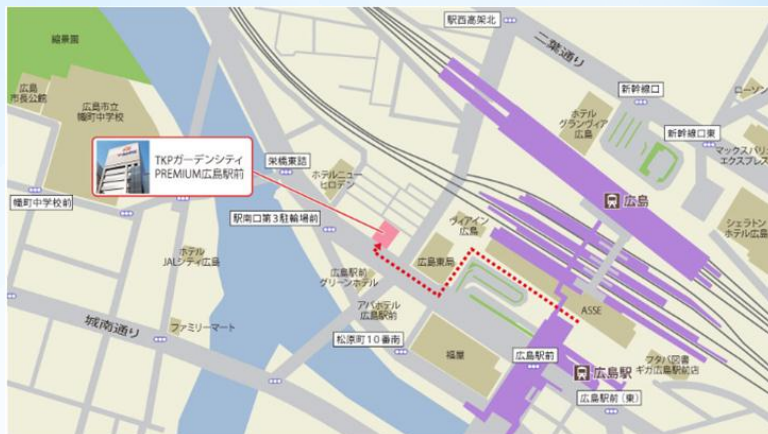 縮景園
広島
市長公館
広島市立
幟町中学校
TKPガーデンシティ
PREMIUM広島駅前
幟町中学校前
栄橋東詰
ホテルニュー
ヒロデン
駅西高架北
二葉通り
新幹線口
ローソン
ホテル
グランヴィア
広島
新幹線口東
マックスバリュ
エクスプレス
広島
シェラトン
ホテル広島
駅南口第3駐輪場前
ヴィアイン
広島
広島東局
ホテル
JALシティ広島
広島駅前
グリーンホテル
アパホテル
広島駅前
ASSE
城南通り
ファミリーマート
松原町10番南
福屋
広島駅前
広島駅
フタバ図書
ギガ広島駅前店
広島駅前(東)